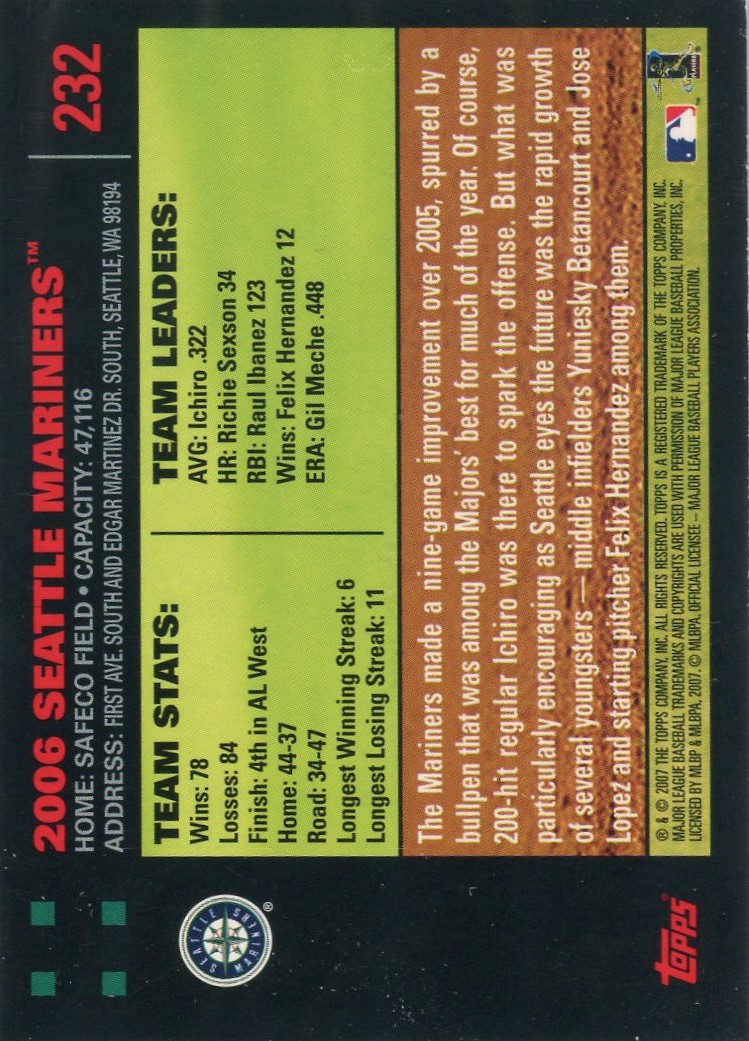 232
2006 SEATTLE MARINERS™
HOME: SAFECO FIELD • CAPACITY: 47,116
ADDRESS: FIRST AVE. SOUTH AND EDGAR MARTINEZ DR. SOUTH, SEATTLE, WA 98194
SEATTLE MARINERS ®
TEAM STATS:
Wins: 78
Losses: 84
Finish: 4th in AL West
Home: 44-37
Road: 34-47
Longest Winning Streak: 6
Longest Losing Streak: 11
TEAM LEADERS:
AVG: Ichiro .322
HR: Richie Sexson 34
RBI: Raul Ibanez 123
Wins: Felix Hernandez 12
ERA: Gil Meche .448
The Mariners made a nine-game improvement over 2005, spurred by a
bullpen that was among the Majors' best for much of the year. Of course,
200-hit regular Ichiro was there to spark the offense. But what was
particularly encouraging as Seattle eyes the future was the rapid growth
of several youngsters — middle infielders Yuniesky Betancourt and Jose
Lopez and starting pitcher Felix Hernandez among them.
topps™
® & © 2007 THE TOPPS COMPANY, INC. ALL RIGHTS RESERVED. TOPPS IS A REGISTERED TRADEMARK OF THE TOPPS COMPANY, INC.
MAJOR LEAGUE BASEBALL TRADEMARKS AND COPYRIGHTS ARE USED WITH PERMISSION OF MAJOR LEAGUE BASEBALL PROPERTIES, INC.
LICENSED BY MLBP & MLBPA, 2007. © MLBPA, OFFICIAL LICENSEE – MAJOR LEAGUE BASEBALL PLAYERS ASSOCIATION.